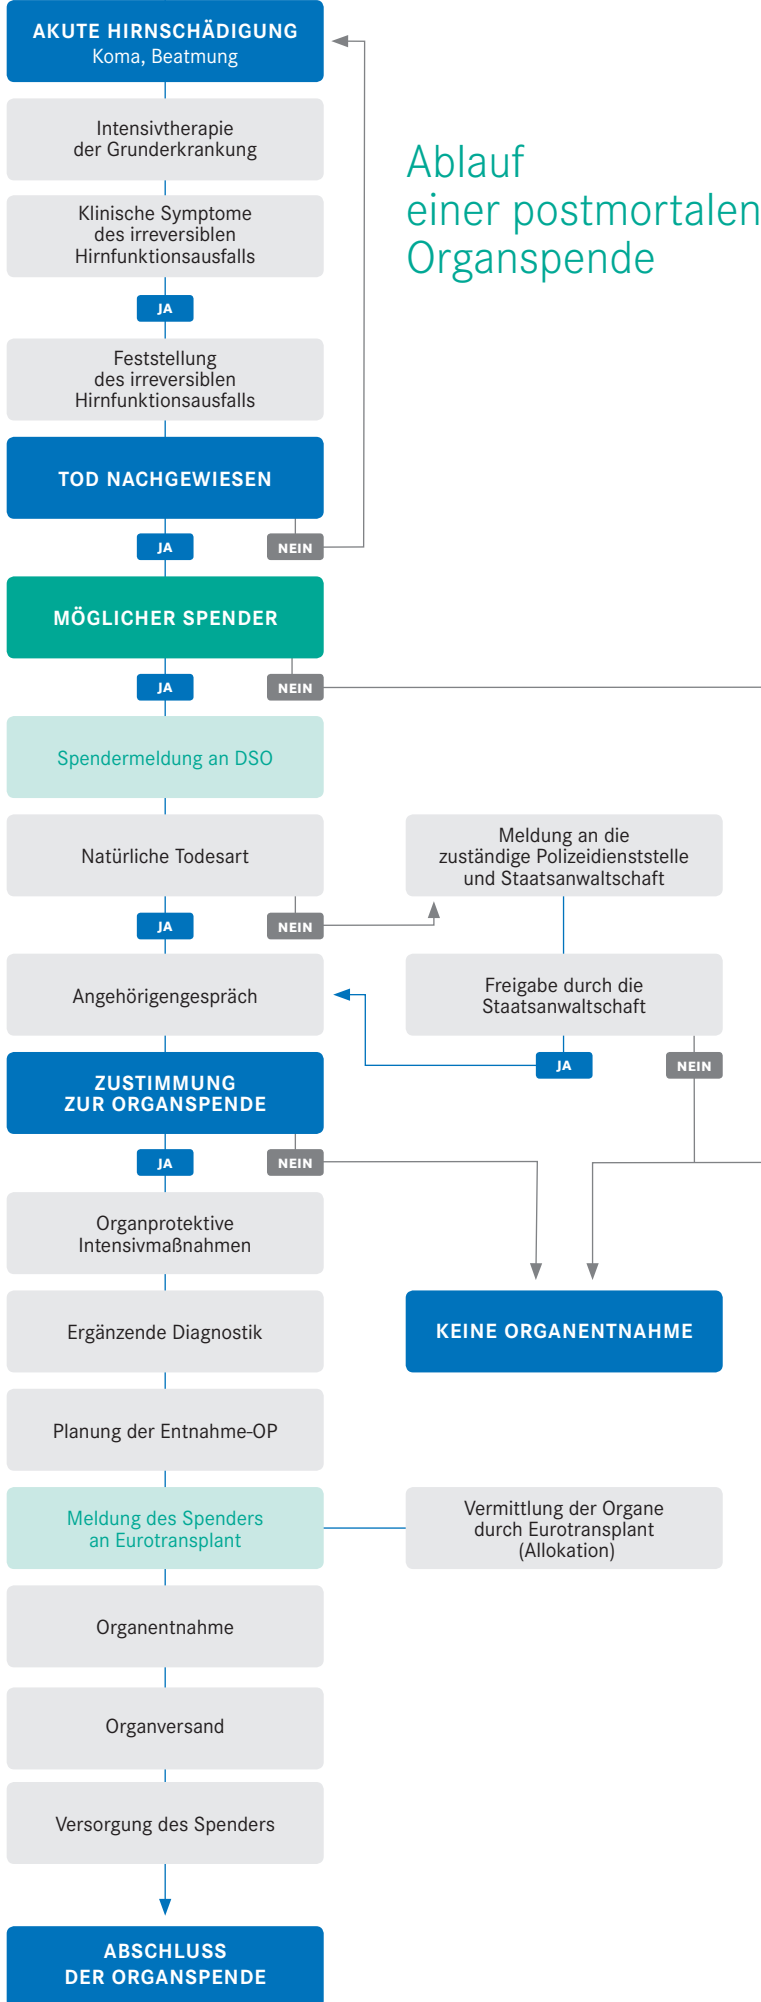 AKUTE HIRNSCHÄDIGUNG
Koma, Beatmung
Intensivtherapie
der Grunderkrankung
Ablauf
einer postmortalen
Organspende
Klinische Symptome
des irreversiblen
Hirnfunktionsausfalls
JA
Feststellung
des irreversiblen
Hirnfunktionsausfalls
TOD NACHGEWIESEN
JA
NEIN
MÖGLICHER SPENDER
JA
NEIN
Spendermeldung an DSO
Natürliche Todesart
Meldung an die
zuständige Polizeidienststelle
und Staatsanwaltschaft
JA
NEIN
Angehörigengespräch
Freigabe durch die
Staatsanwaltschaft
JA
NEIN
ZUSTIMMUNG
ZUR ORGANSPENDE
JA
NEIN
Organprotektive
Intensivmaßnahmen
Ergänzende Diagnostik
KEINE ORGANENTNAHME
Planung der Entnahme-OP
Meldung des Spenders
an Eurotransplant
Vermittlung der Organe
durch Eurotransplant
(Allokation)
Organentnahme
Organversand
Versorgung des Spenders
ABSCHLUSS
DER ORGANSPENDE